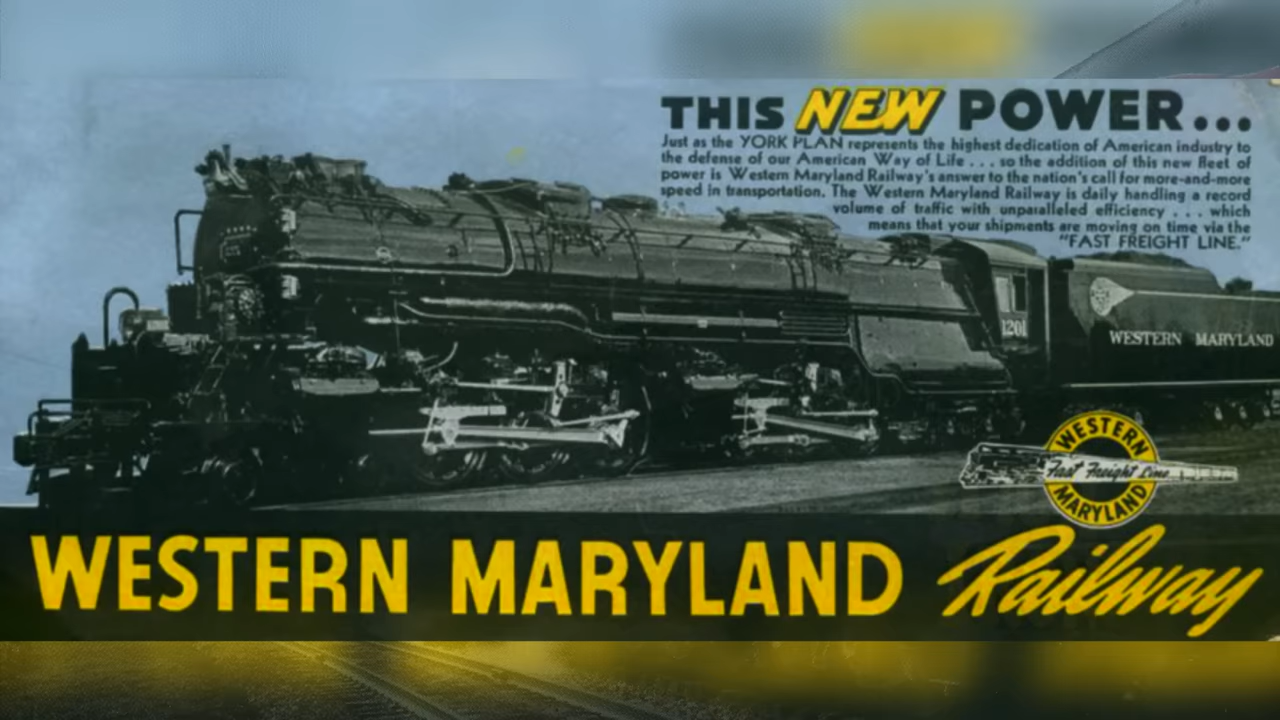 THIS NEW POWER...
Just as the YORK PLAN represents the highest dedication of American industry to
the defense of our American Way of Life . . . so the addition of this new fleet of
power is Western Maryland Railway's answer to the nation's call for more-and-more
speed in transportation. The Western Maryland Railway is daily handling a record
volume of traffic with unparalleled efficiency . . . which
means that your shipments are moving on time via the
"FAST FREIGHT LINE."
1201
WESTERN MARYLAND
WESTERN
Fast Freight Line
MARYLAND
WESTERN MARYLAND Railway